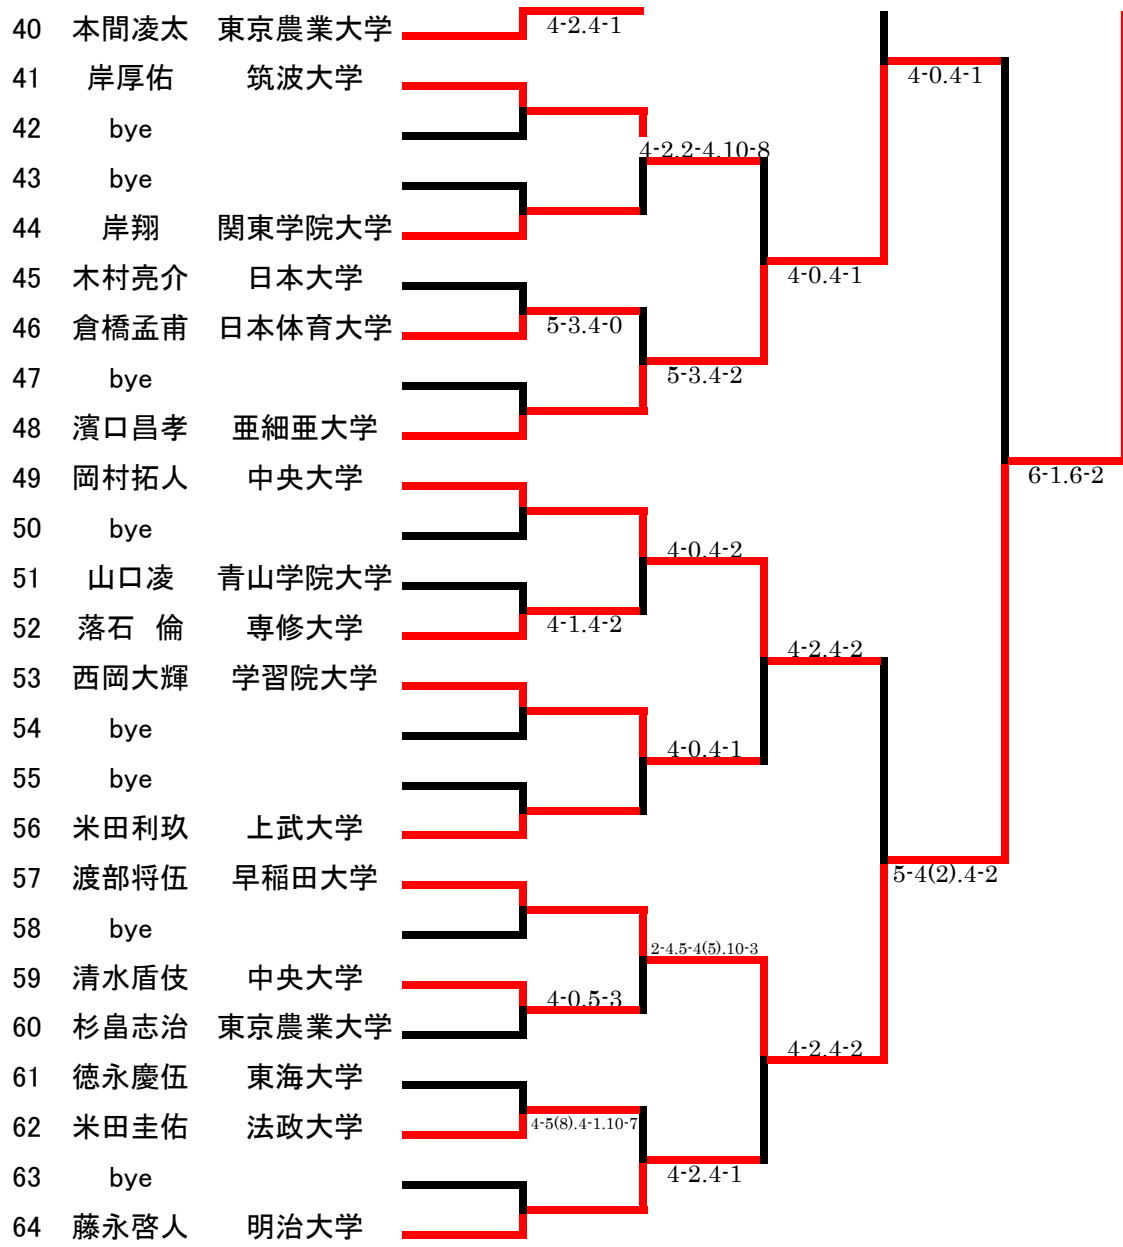 40 本間凌太 東京農業大学 4-2.4-1
41 岸厚佑 筑波大学 4-0.4-1
42 bye
4-2.2-4.10-8
43 bye
44 岸翔 関東学院大学
45 木村亮介 日本大学 4-0.4-1
46 倉橋孟甫 日本体育大学 5-3.4-0
47 bye 5-3.4-2
48 濱口昌孝 亜細亜大学
49 岡村拓人 中央大学 6-1.6-2
50 bye
4-0.4-2
51 山口凌 青山学院大学
52 落石 倫 専修大学 4-1.4-2
4-2.4-2
53 西岡大輝 学習院大学
54 bye
4-0.4-1
55 bye
56 米田利玖 上武大学
57 渡部将伍 早稲田大学 5-4(2).4-2
58 bye
2-4.5-4(5).10-3
59 清水盾伎 中央大学 4-0.5-3
60 杉畠志治 東京農業大学
4-2.4-2
61 徳永慶伍 東海大学
62 米田圭佑 法政大学 4-5(8).4-1.10-7
63 bye 4-2.4-1
64 藤永啓人 明治大学